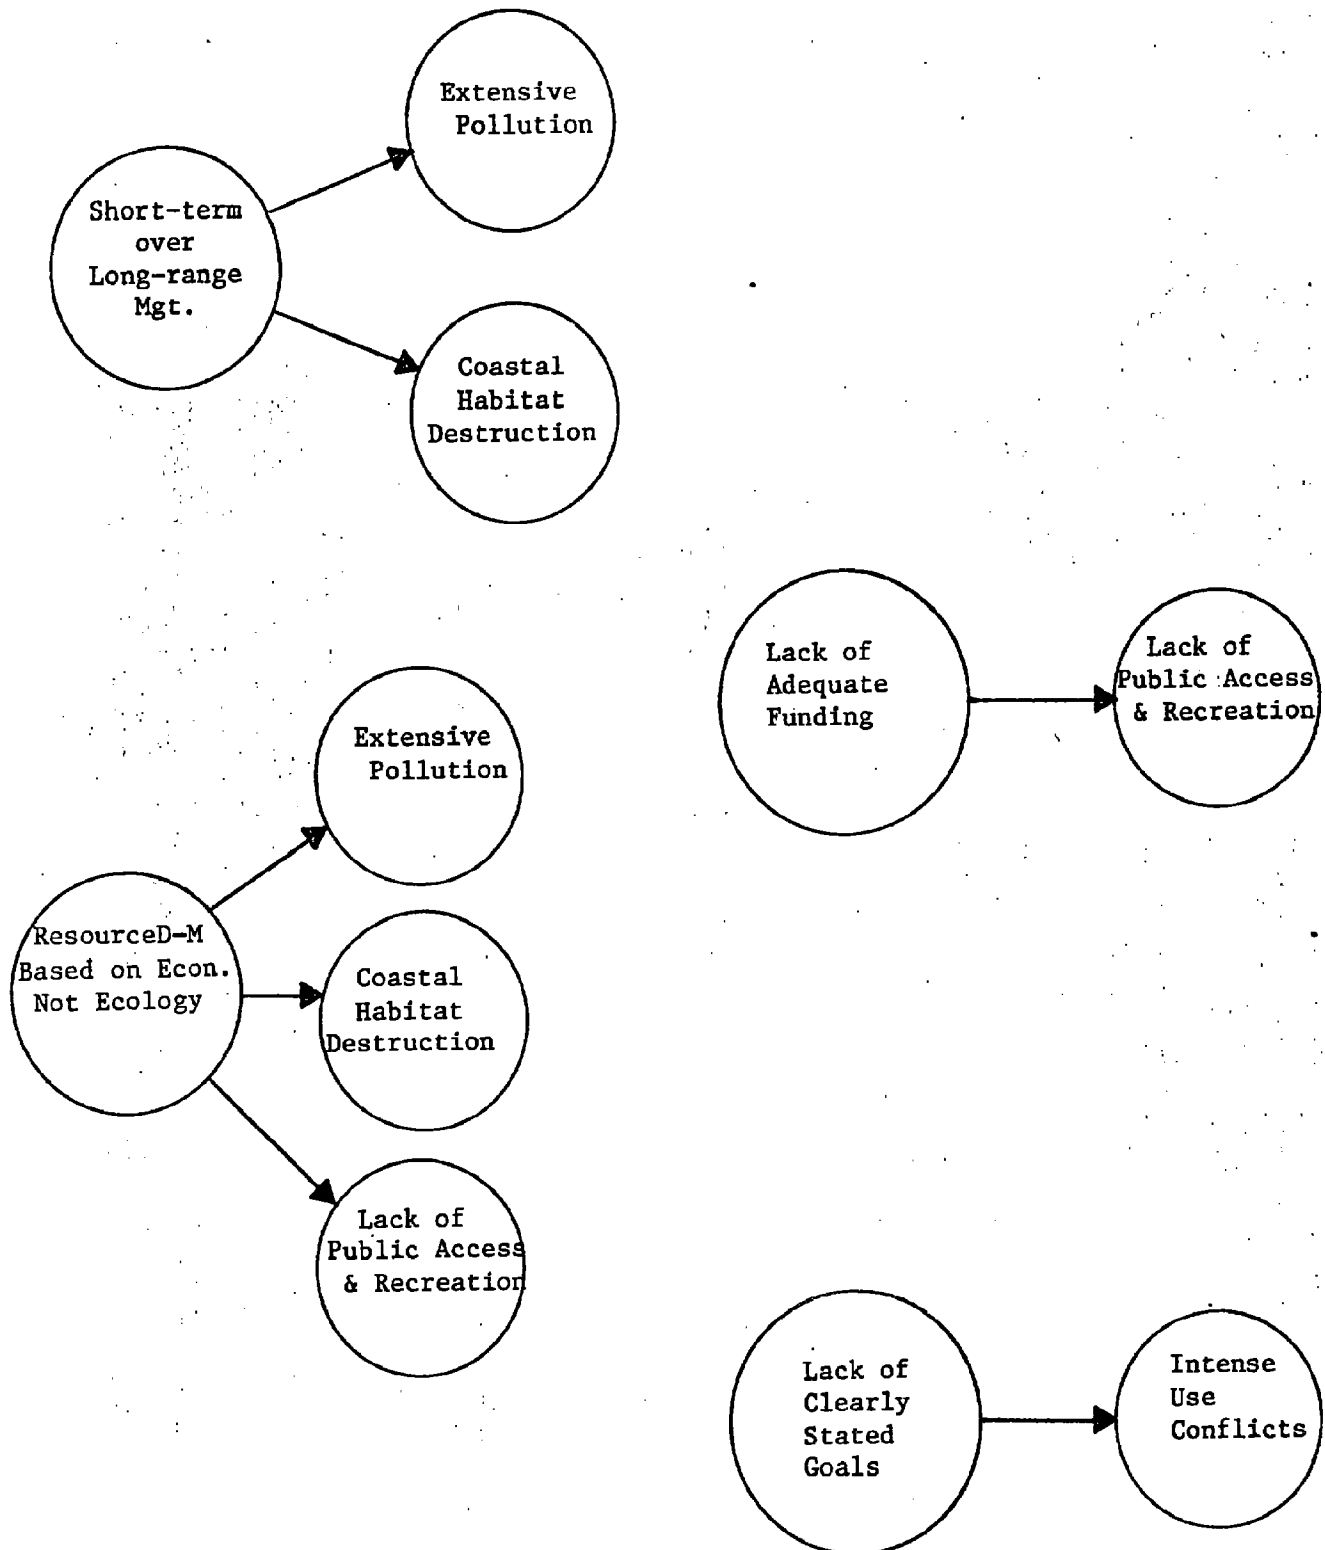 Extensive
Pollution
Short-term
over
Long-range
Mgt.
Coastal
Habitat
Destruction
Lack of
Adequate
Funding
Lack of
Public Access
& Recreation
Extensive
Pollution
ResourceD-M
Based on Econ.
Not Ecology
Coastal
Habitat
Destruction
Lack of
Public Access
& Recreation
Lack of
Clearly
Stated
Goals
Intense
Use
Conflicts